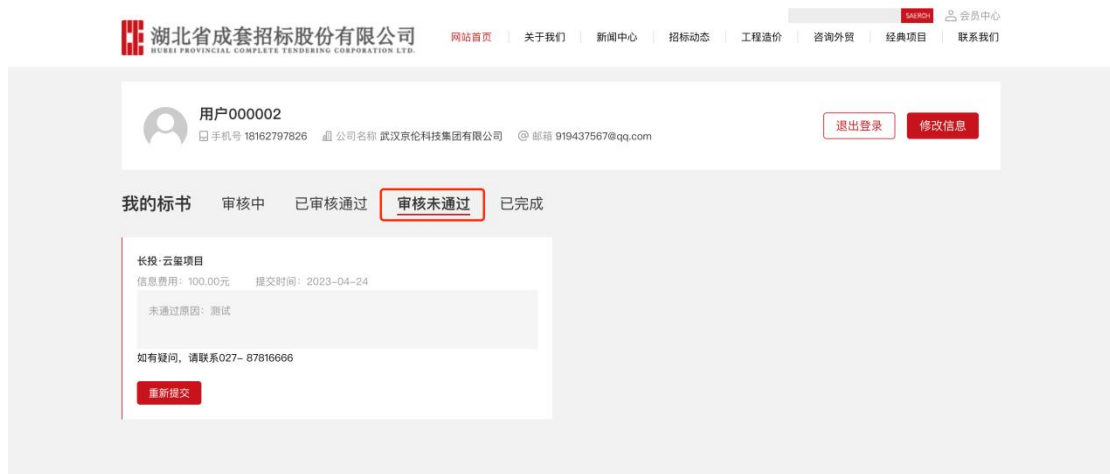 SAERCH 会员中心
湖北省成套招标股份有限公司
HUBEI PROVINCIAL COMPLETE TENDERING CORPORATION LTD.
网站首页 关于我们 新闻中心 招标动态 工程造价 咨询外贸 经典项目 联系我们
用户000002
手机号 18162797826 公司名称 武汉京伦科技集团有限公司 @ 邮箱 919437567@qq.com
退出登录 修改信息
我的标书 审核中 已审核通过 审核未通过 已完成
长投·云玺项目
信息费用：100.00元 提交时间：2023-04-24
未通过原因：测试
如有疑问，请联系027- 87816666
重新提交